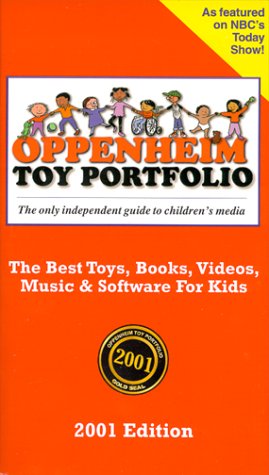 As featured
on NBC's
Today
Show!
OPPENHEIM
TOY PORTFOLIO
The only independent guide to children's media
The Best Toys, Books, Videos,
Music & Software For Kids
OPPENHEIM TOY PORTFOLIO
2001
GOLD SEAL
2001 Edition